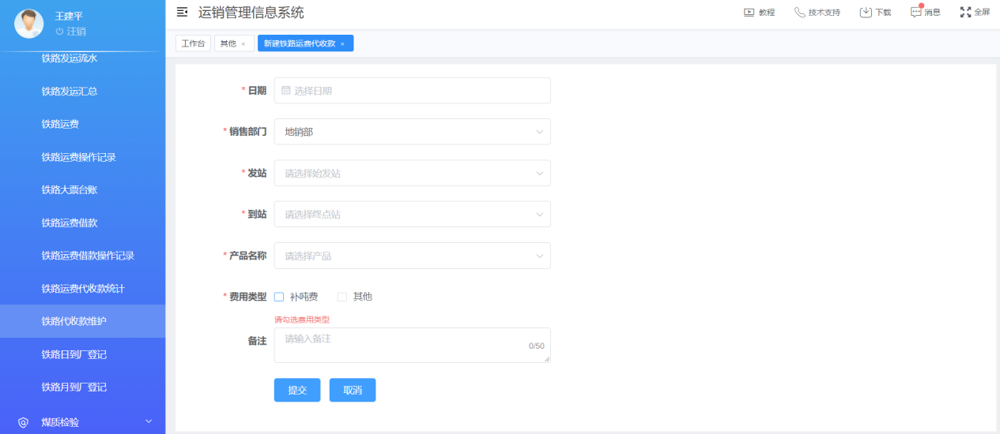 王建平
注销
铁路发运流水
铁路发运汇总
铁路运费
铁路运费操作记录
铁路大票台账
铁路运费借款
铁路运费借款操作记录
铁路运费代收款统计
铁路代收款维护
铁路日到厂登记
铁路月到厂登记
煤质检验
运销管理信息系统
教程 技术支持 下载 消息 全屏
工作台 其他 × 新建铁路运费代收款 ×
* 日期 选择日期
* 销售部门 地销部
* 发站 请选择始发站
* 到站 请选择终点站
* 产品名称 请选择产品
* 费用类型 补吨费 其他
请勾选费用类型
备注 请输入备注
0/50
提交 取消